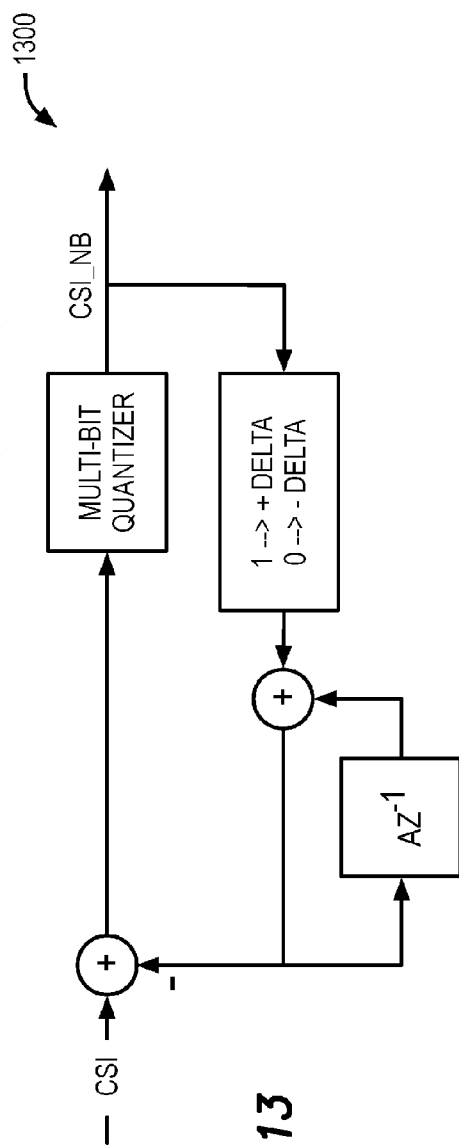 1300
CSI
+
MULTI-BIT
QUANTIZER
CSI_NB
-
+
1 --> + DELTA
0 --> - DELTA
AZ-1
13